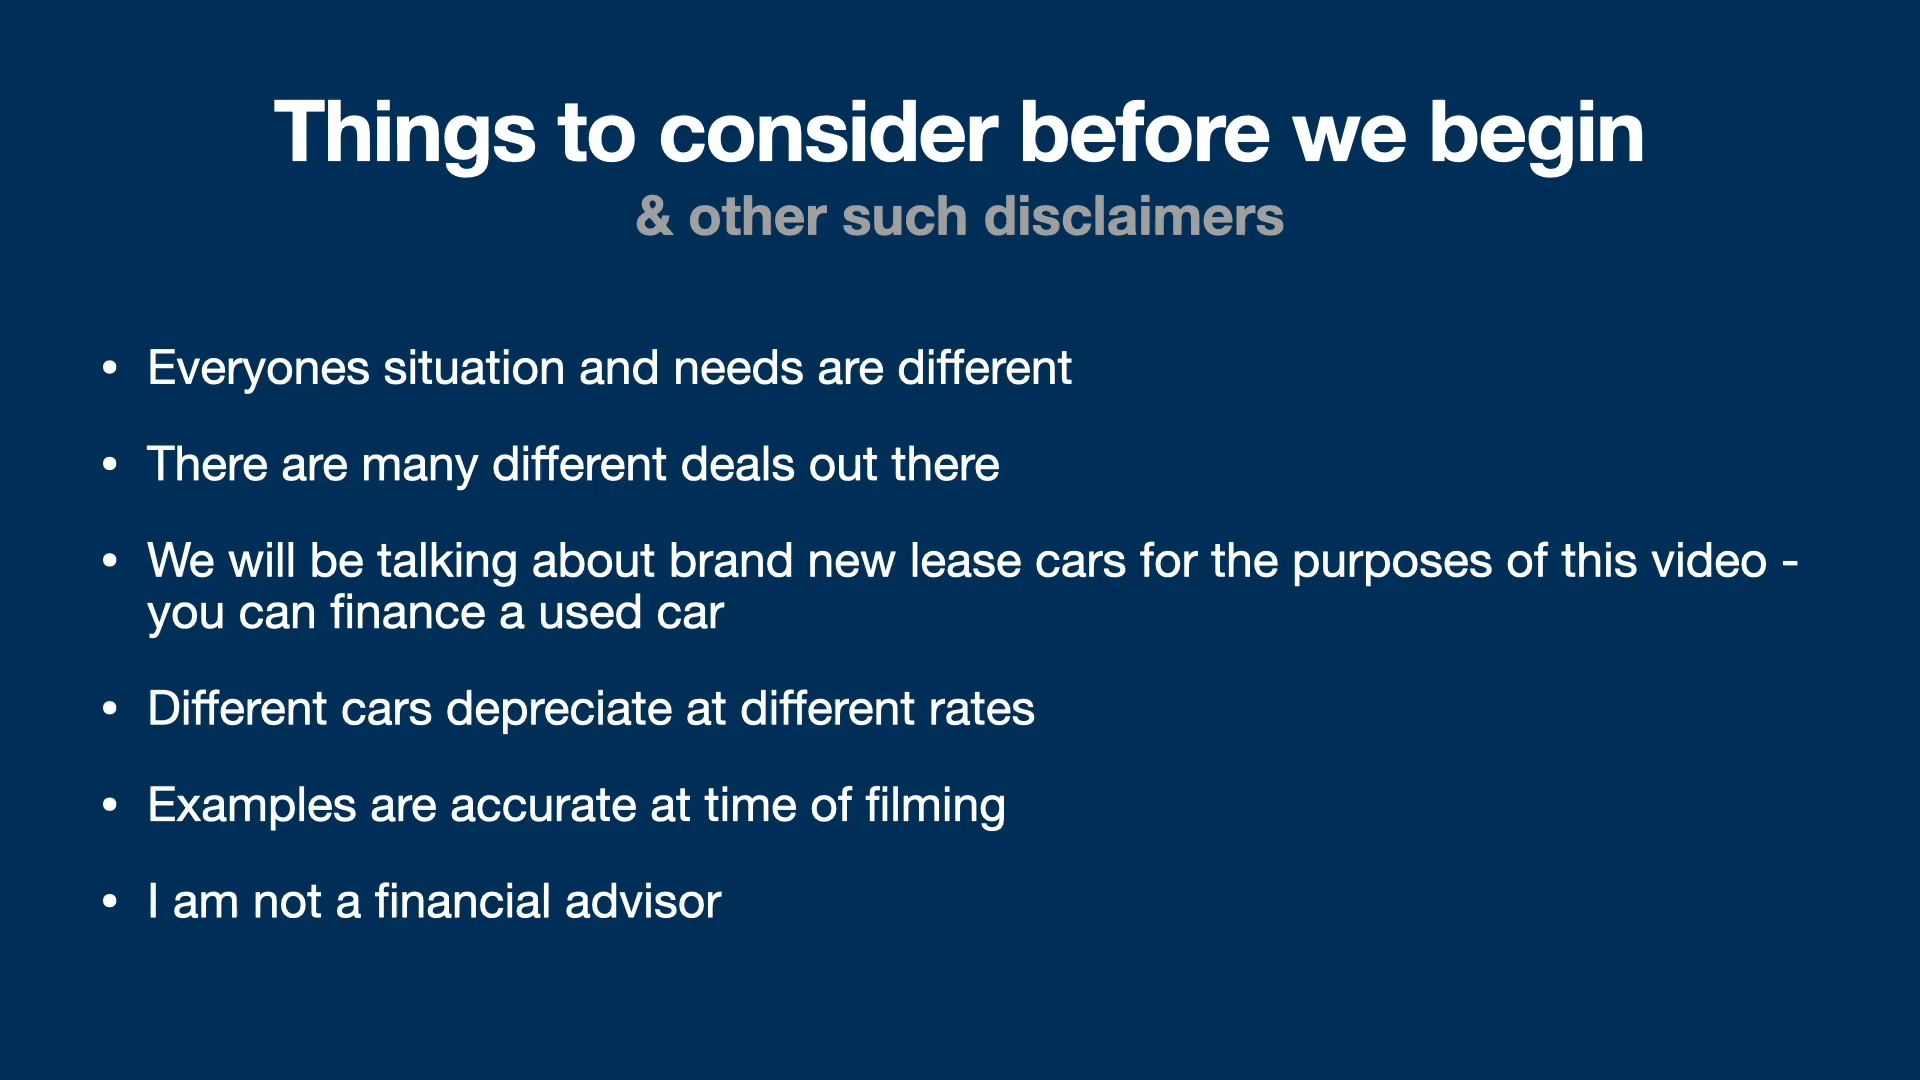 Things to consider before we begin
& other such disclaimers
• Everyones situation and needs are different
• There are many different deals out there
• We will be talking about brand new lease cars for the purposes of this video -
you can finance a used car
• Different cars depreciate at different rates
• Examples are accurate at time of filming
• I am not a financial advisor